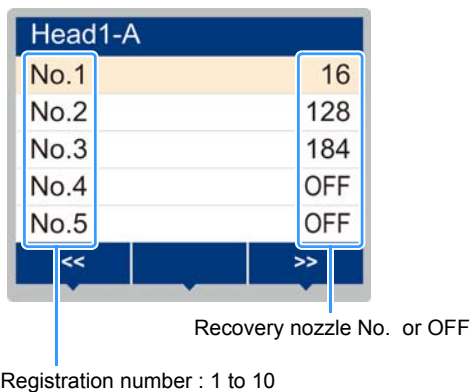 Head1-A
No.1 16
No.2 128
No.3 184
No.4 OFF
No.5 OFF
<< >>
Recovery nozzle No. or OFF
Registration number : 1 to 10